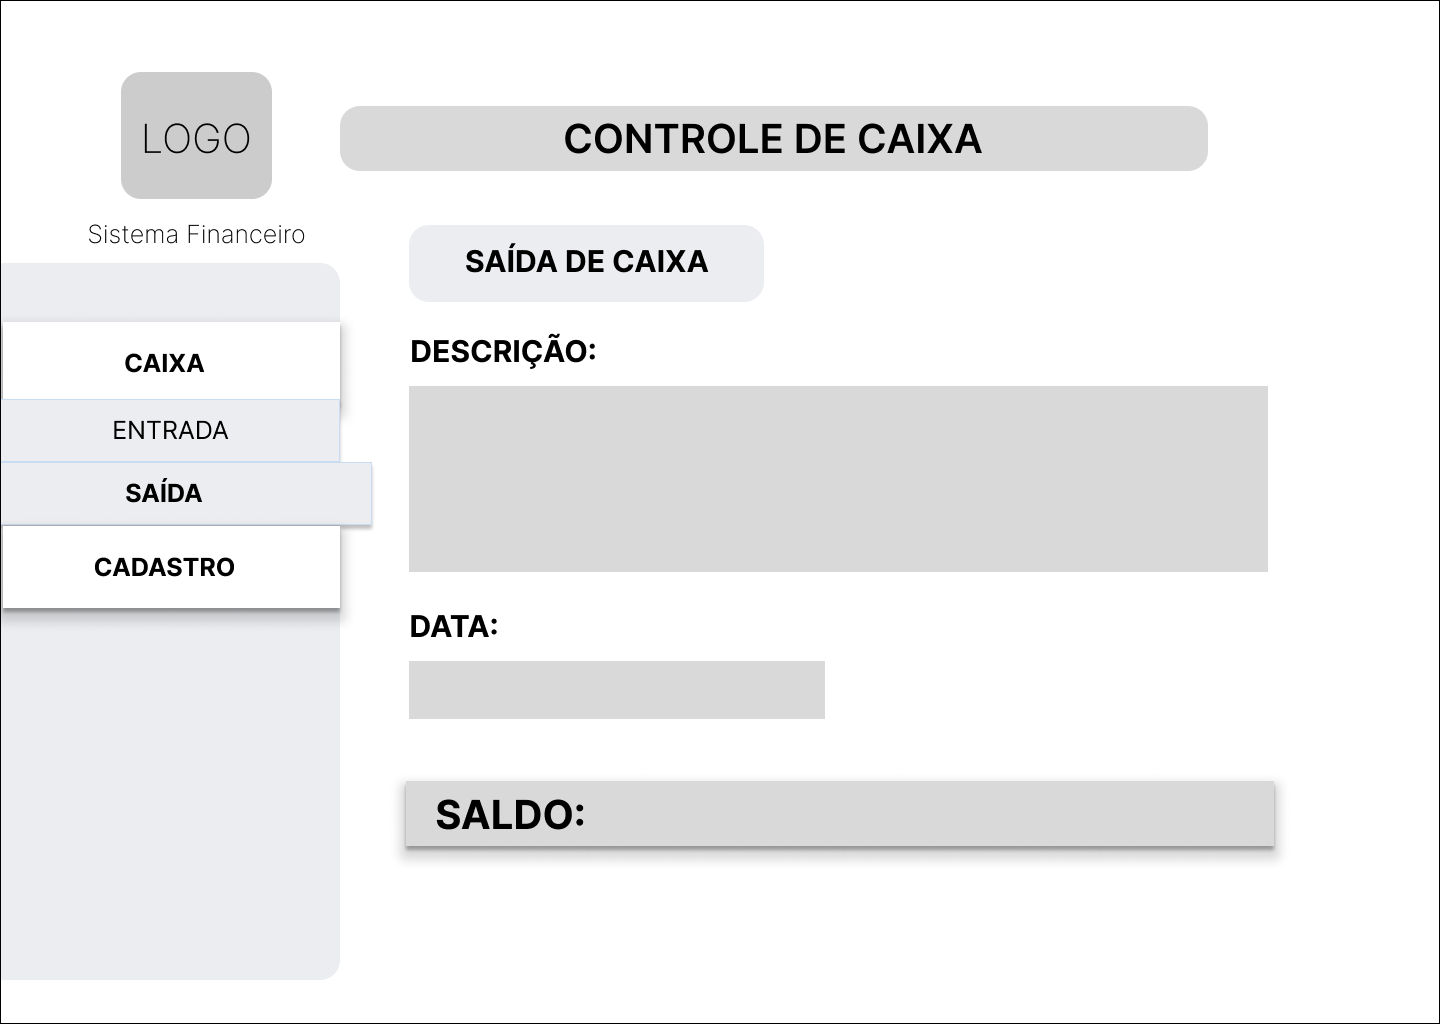 LOGO
CONTROLE DE CAIXA
Sistema Financeiro
SAÍDA DE CAIXA
CAIXA
ENTRADA
SAÍDA
CADASTRO
DESCRIÇÃO:
DATA:
SALDO: